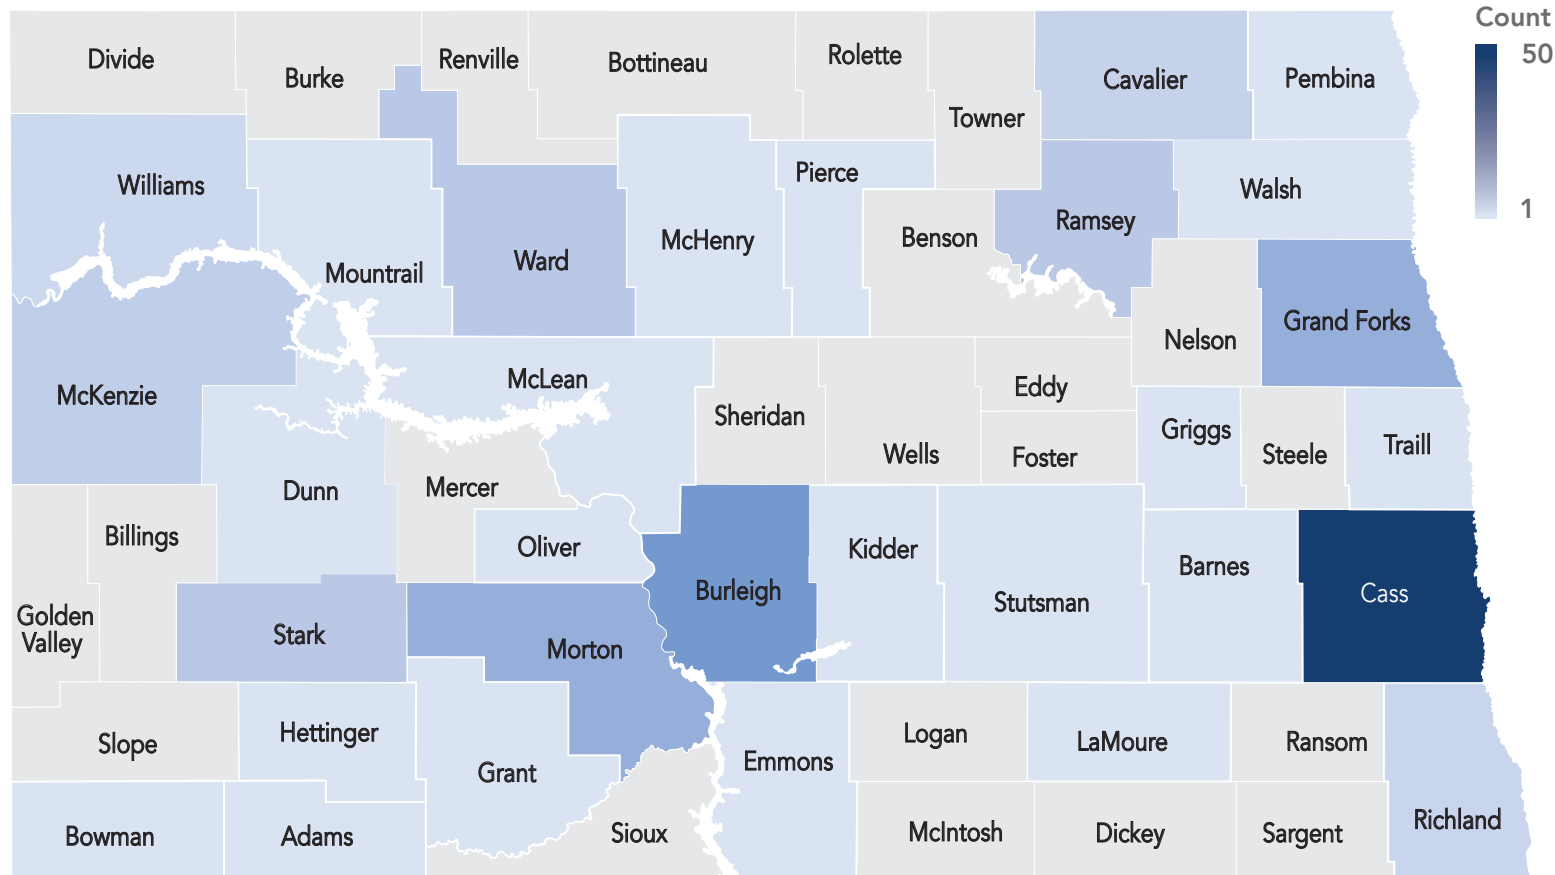 Count
50
1
Divide
Burke
Renville
Bottineau
Rolette
Towner
Cavalier
Pembina
Williams
Mountrail
Ward
McHenry
Pierce
Benson
Ramsey
Walsh
Nelson
Grand Forks
McKenzie
Dunn
McLean
Mercer
Oliver
Sheridan
Wells
Eddy
Foster
Griggs
Steele
Traill
Billings
Golden
Valley
Stark
Morton
Burleigh
Kidder
Stutsman
Barnes
Cass
Slope
Hettinger
Grant
Emmons
Logan
LaMoure
Ransom
Richland
Bowman
Adams
Sioux
McIntosh
Dickey
Sargent